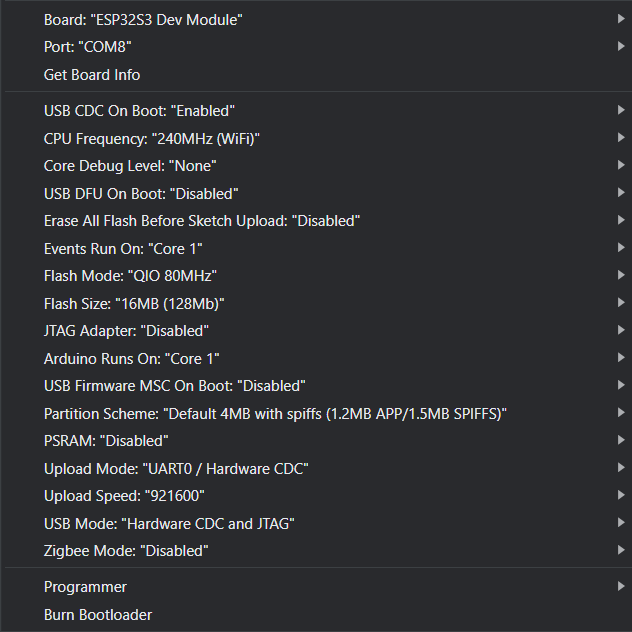 Board: "ESP32S3 Dev Module"
Port: "COM8"
Get Board Info
USB CDC On Boot: "Enabled"
CPU Frequency: "240MHz (WiFi)"
Core Debug Level: "None"
USB DFU On Boot: "Disabled"
Erase All Flash Before Sketch Upload: "Disabled"
Events Run On: "Core 1"
Flash Mode: "QIO 80MHz"
Flash Size: "16MB (128Mb)"
JTAG Adapter: "Disabled"
Arduino Runs On: "Core 1"
USB Firmware MSC On Boot: "Disabled"
Partition Scheme: "Default 4MB with spiffs (1.2MB APP/1.5MB SPIFFS)"
PSRAM: "Disabled"
Upload Mode: "UART0 / Hardware CDC"
Upload Speed: "921600"
USB Mode: "Hardware CDC and JTAG"
Zigbee Mode: "Disabled"
Programmer
Burn Bootloader